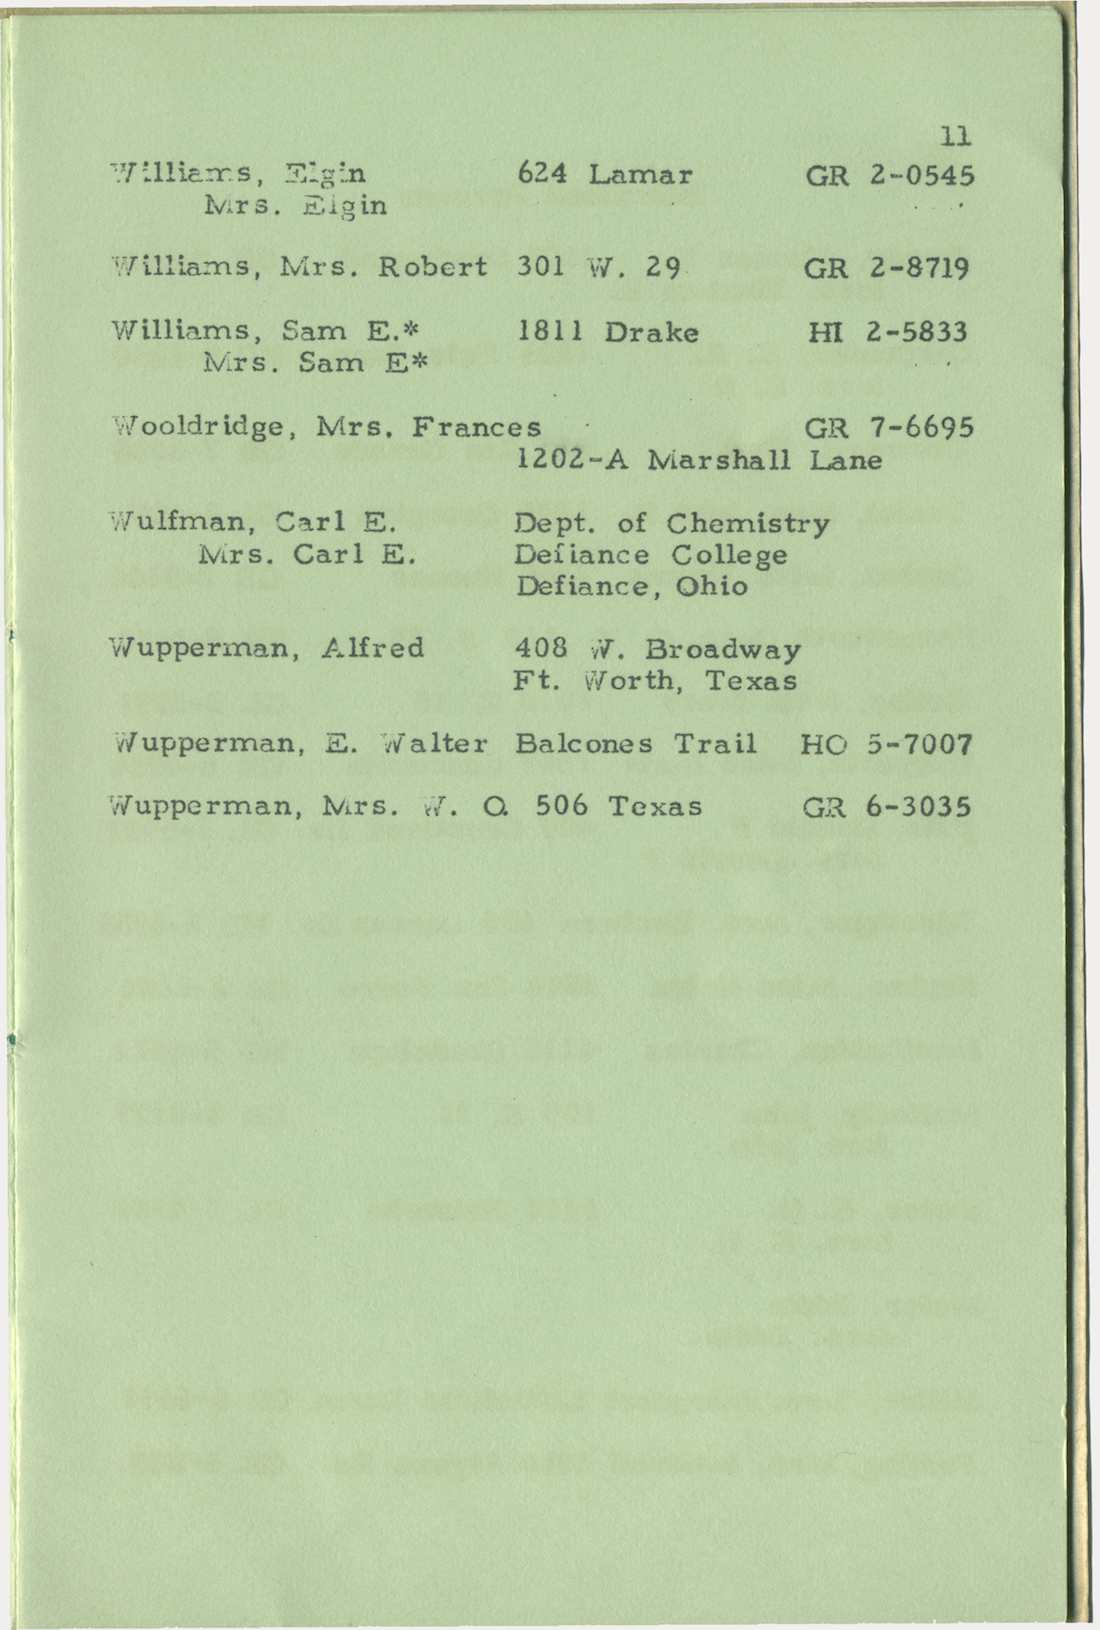 11
Williams, Elgin 624 Lamar GR 2-0545
Mrs. Elgin
Williams, Mrs. Robert 301 W. 29 GR 2-8719
Williams, Sam E.* 1811 Drake HI 2-5833
Mrs. Sam E*
Wooldridge, Mrs. Frances GR 7-6695
1202-A Marshall Lane
Wulfman, Carl E. Dept. of Chemistry
Mrs. Carl E. Defiance College
Defiance, Ohio
Wupperman, Alfred 408 W. Broadway
Ft. Worth, Texas
Wupperman, E. Walter Balcones Trail HO 5-7007
Wupperman, Mrs. W. O. 506 Texas GR 6-3035